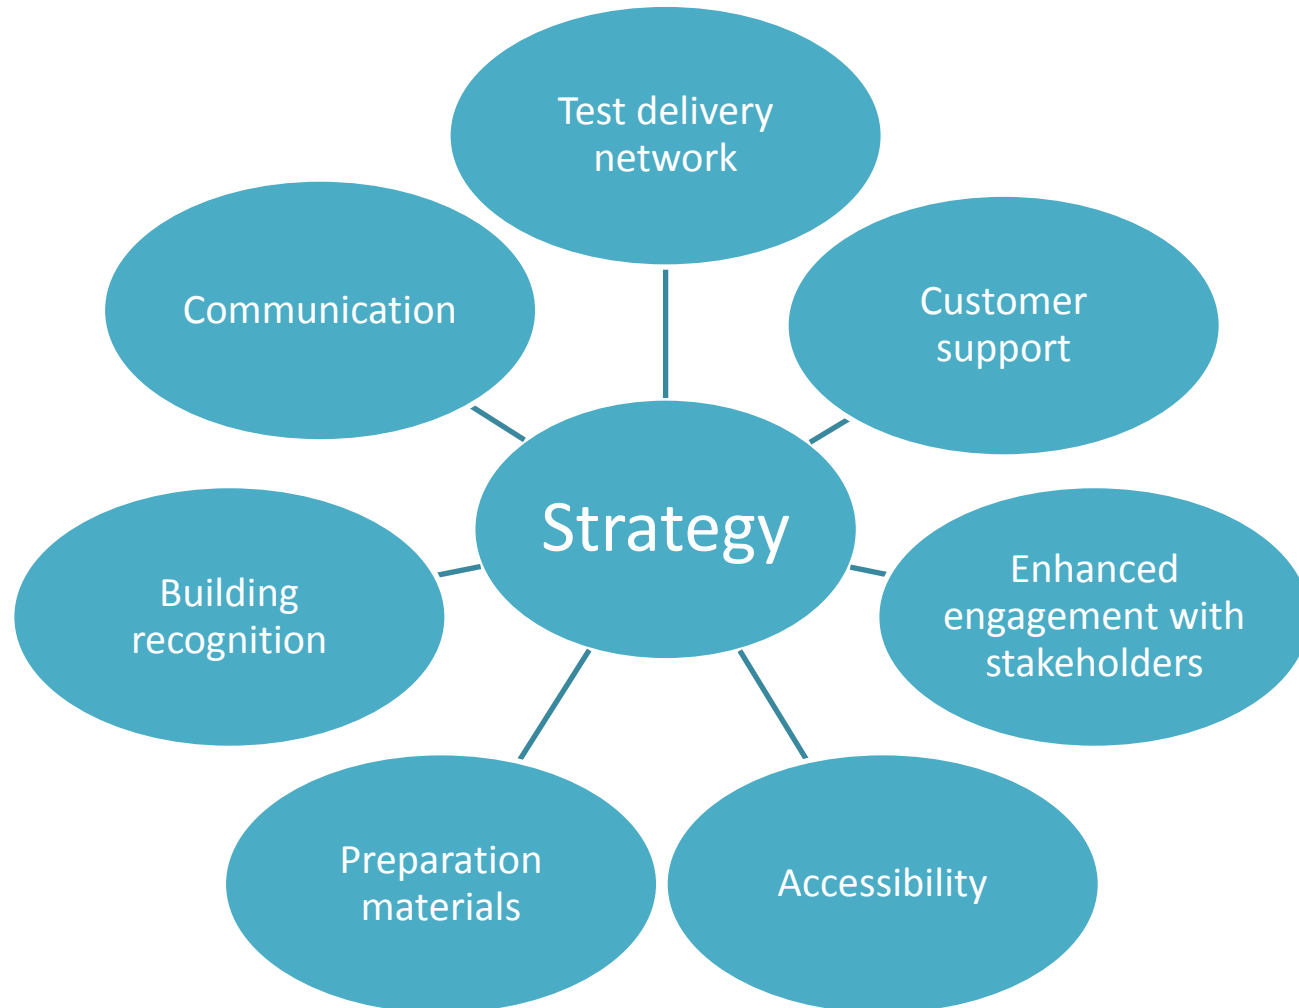 Test delivery
network
Communication
Customer
support
Strategy
Building
recognition
Enhanced
engagement with
stakeholders
Preparation
materials
Accessibility